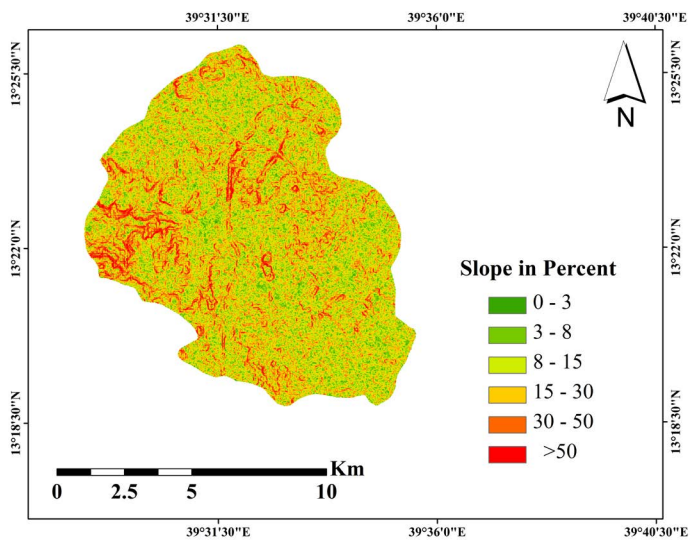 39°31'30"E 39°36'0"E 39°40'30"E
13°25'30"N 13°25'30"N
N
13°22'0"N 13°22'0"N
Slope in Percent
0 - 3
3 - 8
8 - 15
15 - 30
30 - 50
>50
13°18'30"N 13°18'30"N
Km
0 2.5 5 10
39°31'30"E 39°36'0"E 39°40'30"E